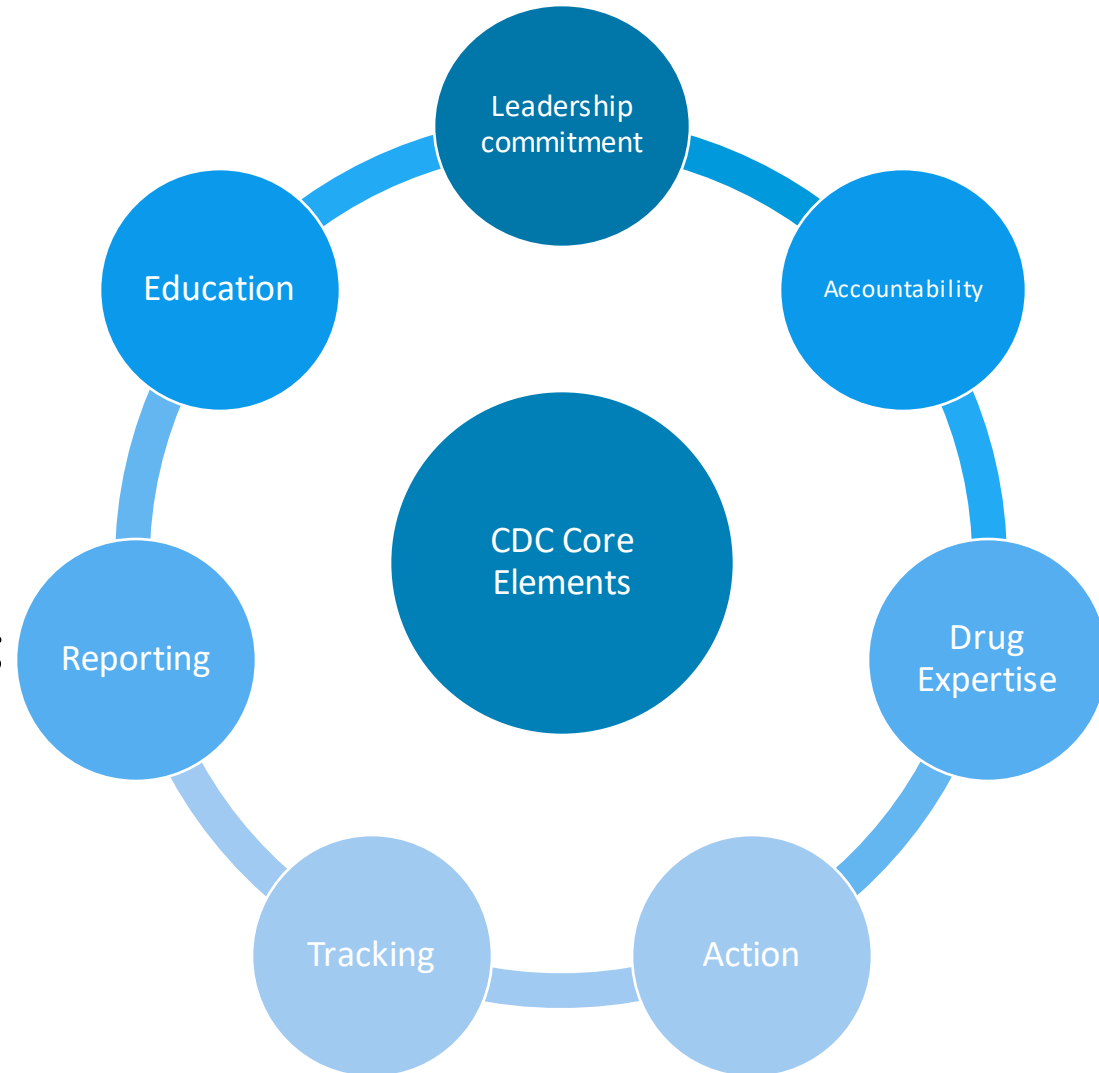 Leadership
commitment
Accountability
Drug
Expertise
Action
Tracking
Reporting
Education
CDC Core
Elements